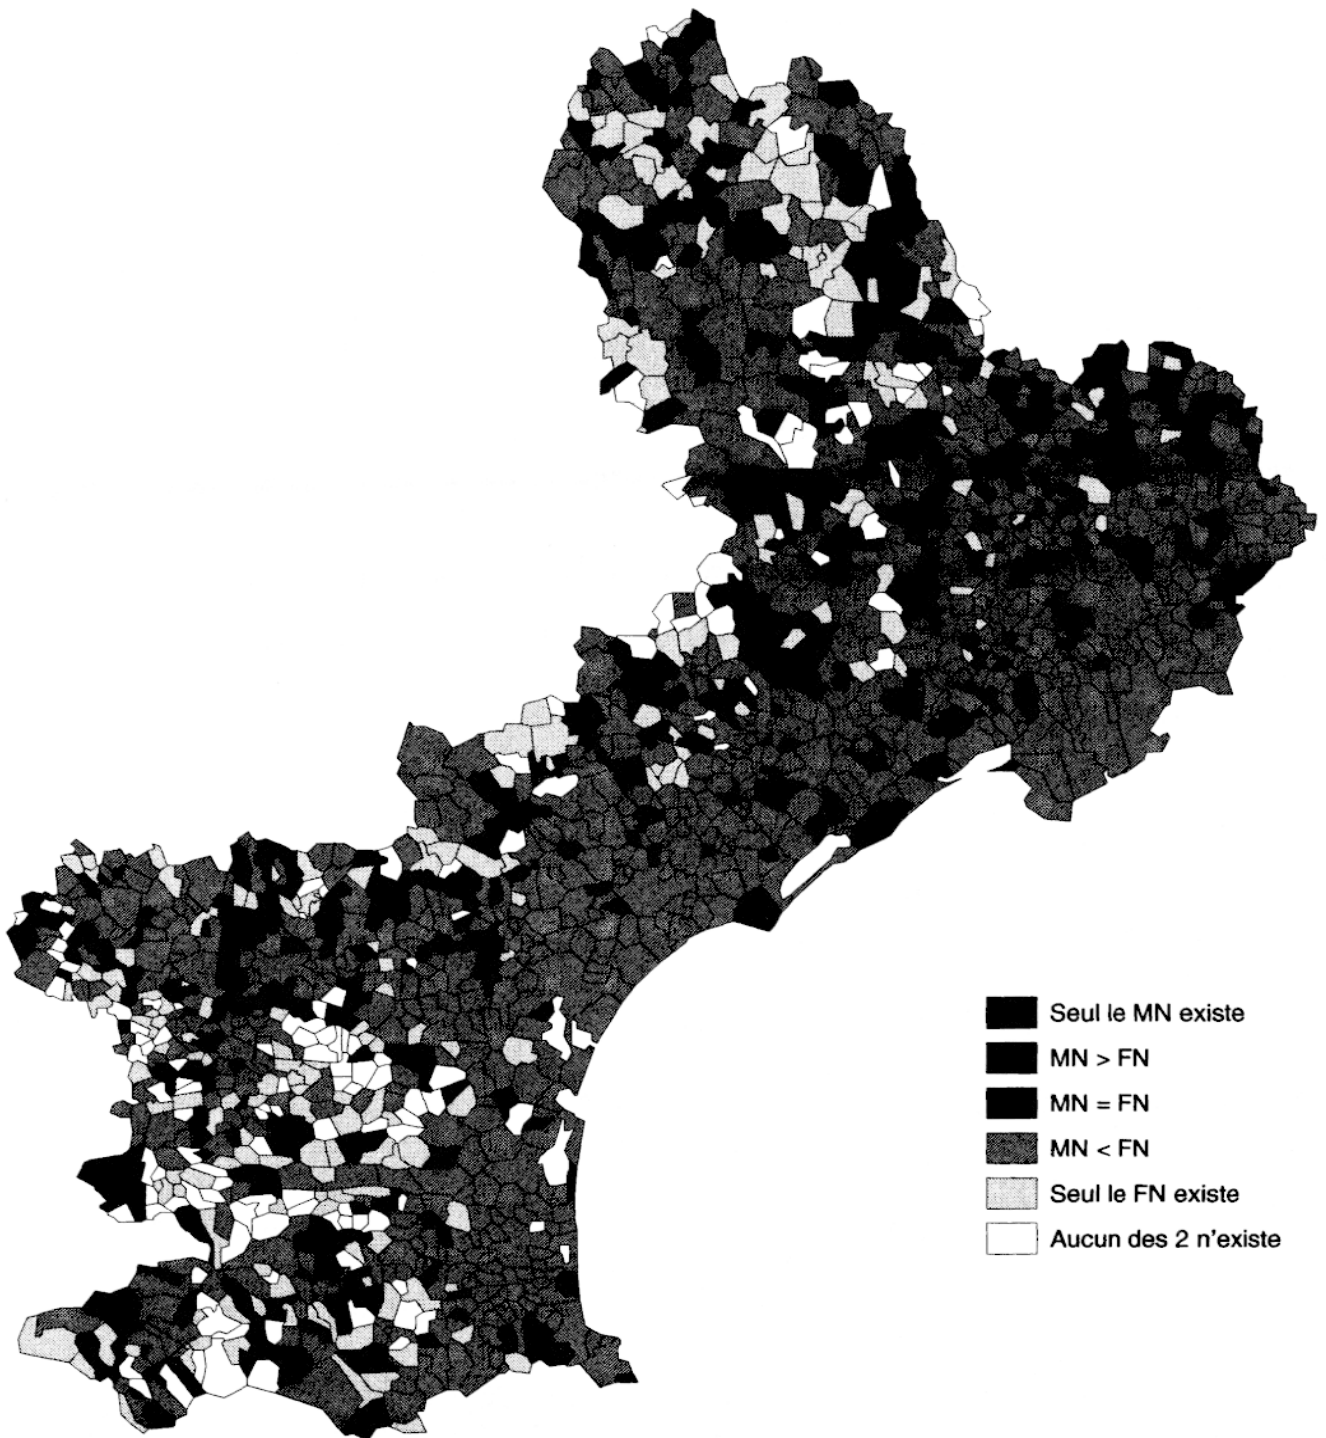 Seul le MN existe
MN > FN
MN = FN
MN < FN
Seul le FN existe
Aucun des 2 n'existe